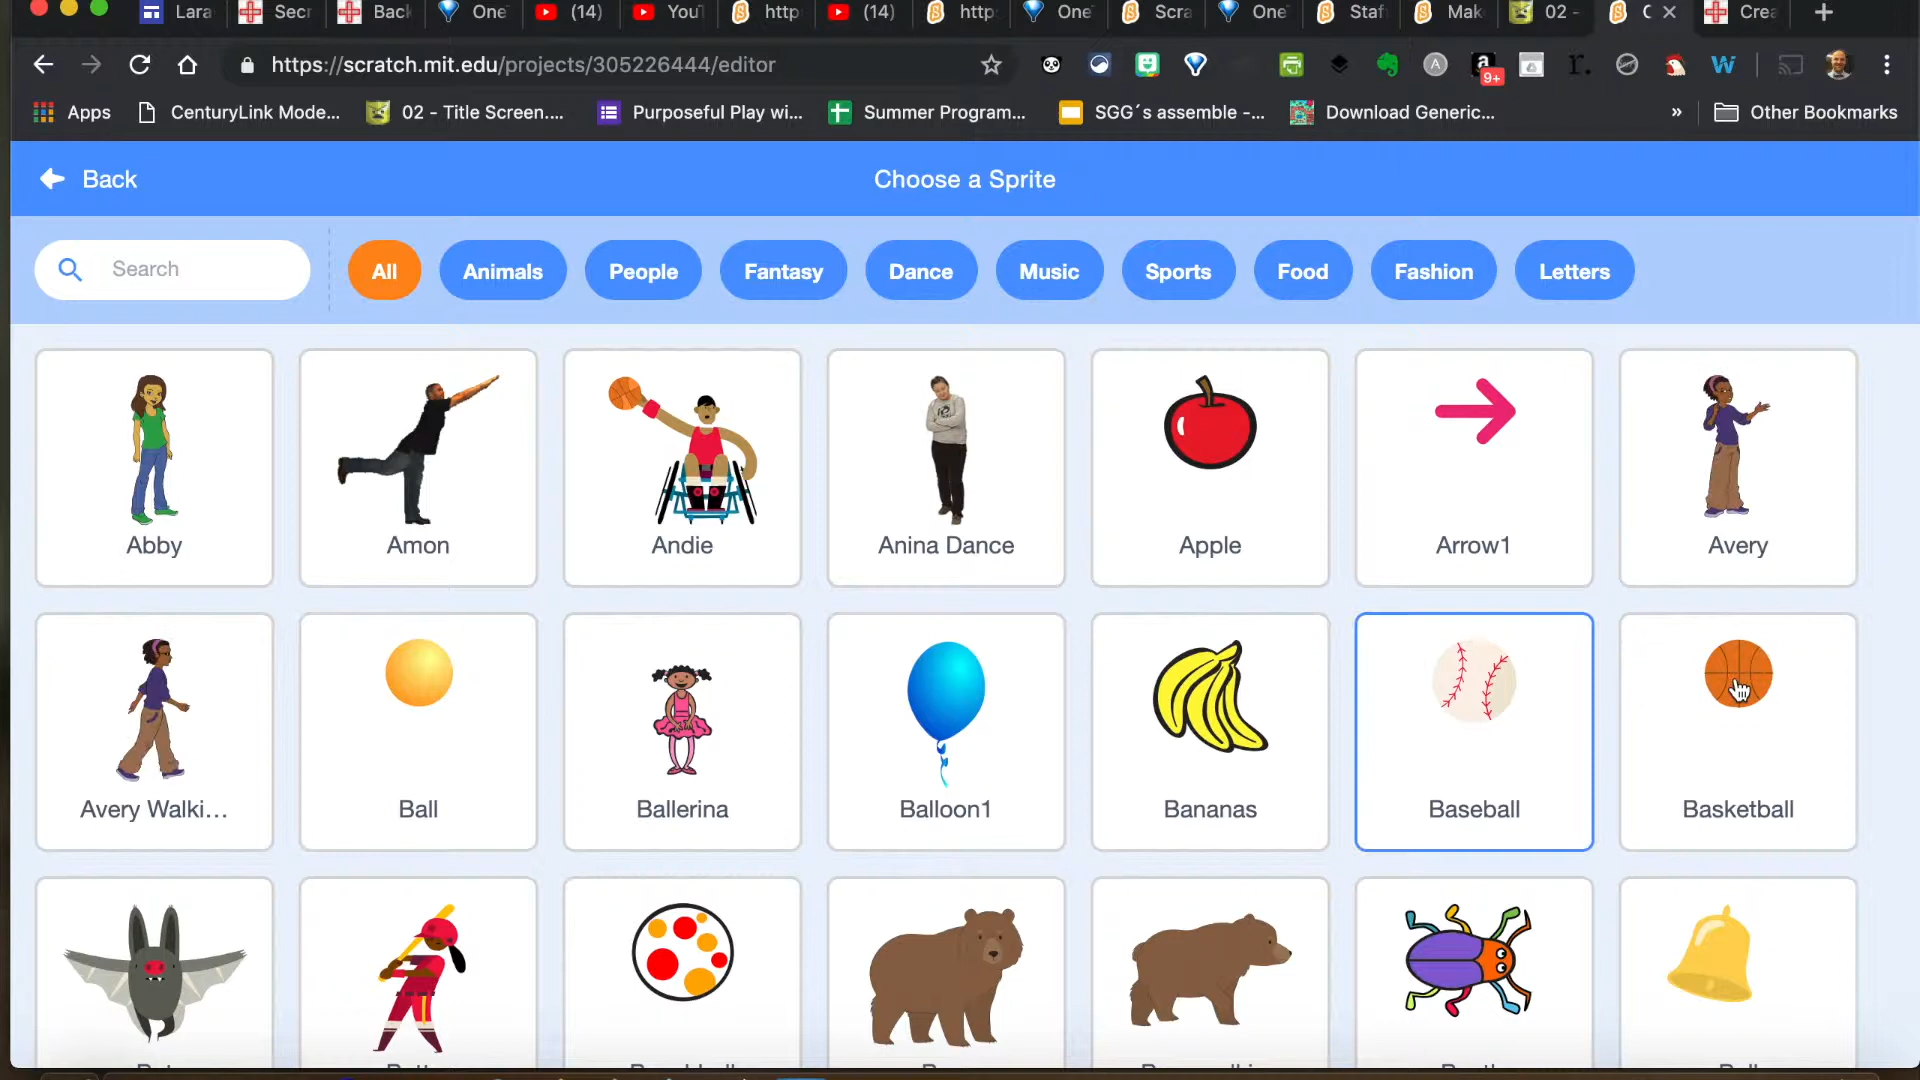 Lara
Secr
Back
One
(14)
You
http
(14)
http
One
Scra
One
Staf
Mak
02 -
Crea
https://scratch.mit.edu/projects/305226444/editor
9+
Apps
CenturyLink Mode...
02 - Title Screen....
Purposeful Play wi...
Summer Program...
SGG´s assemble -...
Download Generic...
»
Other Bookmarks
Back
Choose a Sprite
Search
All
Animals
People
Fantasy
Dance
Music
Sports
Food
Fashion
Letters
Abby
Amon
Andie
Anina Dance
Apple
Arrow1
Avery
Avery Walki...
Ball
Ballerina
Balloon1
Bananas
Baseball
Basketball